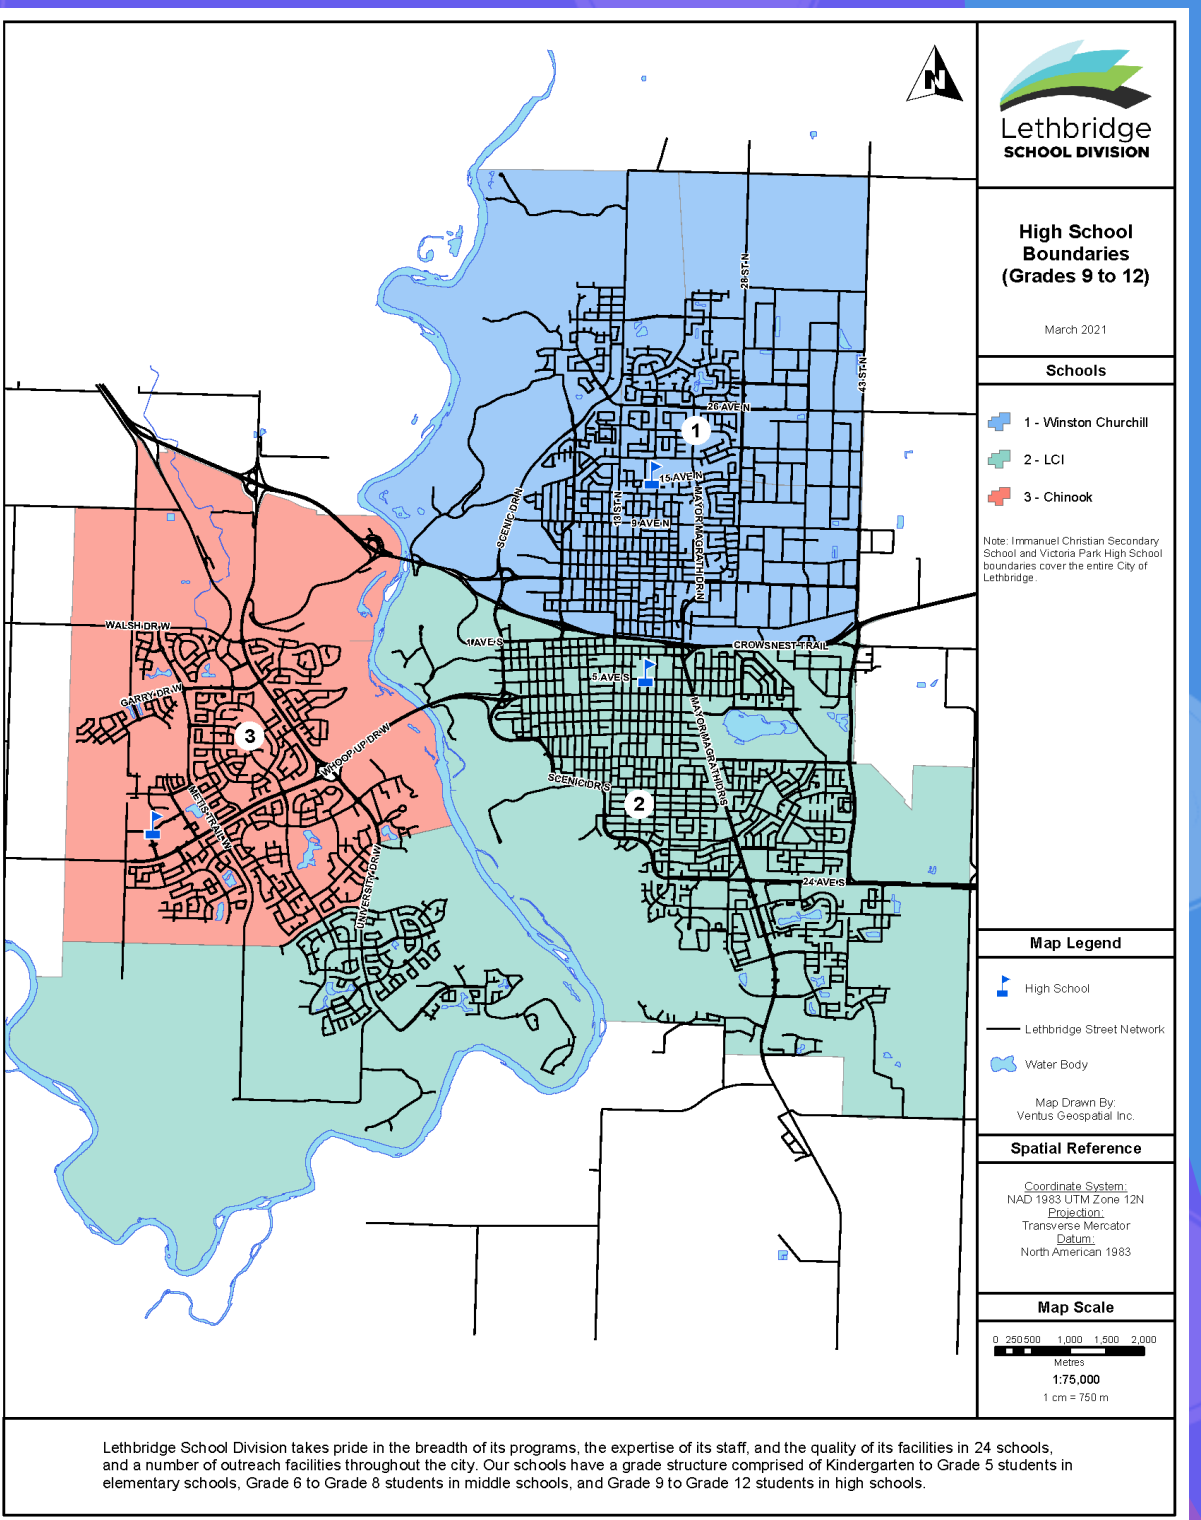 N
Lethbridge
SCHOOL DIVISION
High School
Boundaries
(Grades 9 to 12)
March 2021
Schools
1 - Winston Churchill
2 - LCI
3 - Chinook
Note: Immanuel Christian Secondary
School and Victoria Park High School
boundaries cover the entire City of
Lethbridge.
28 ST N
43 ST N
26 AVE N
1
15 AVE N
13 ST N
MAYOR MAGRATH DR N
9 AVE N
SCENIC DR N
WALSH DR W
1 AVE S
CROWSNEST TRAIL
5 AVE S
GARRY DR W
3
WHOOP-UP DR W
MAYOR MAGRATH DR S
SCENIC DR S
2
METIS TRAIL W
UNIVERSITY DR W
24 AVE S
Map Legend
High School
Lethbridge Street Network
Water Body
Map Drawn By:
Ventus Geospatial Inc.
Spatial Reference
Coordinate System:
NAD 1983 UTM Zone 12N
Projection:
Transverse Mercator
Datum:
North American 1983
Map Scale
0 250 500 1,000 1,500 2,000
Metres
1:75,000
1 cm = 750 m
Lethbridge School Division takes pride in the breadth of its programs, the expertise of its staff, and the quality of its facilities in 24 schools,
and a number of outreach facilities throughout the city. Our schools have a grade structure comprised of Kindergarten to Grade 5 students in
elementary schools, Grade 6 to Grade 8 students in middle schools, and Grade 9 to Grade 12 students in high schools.